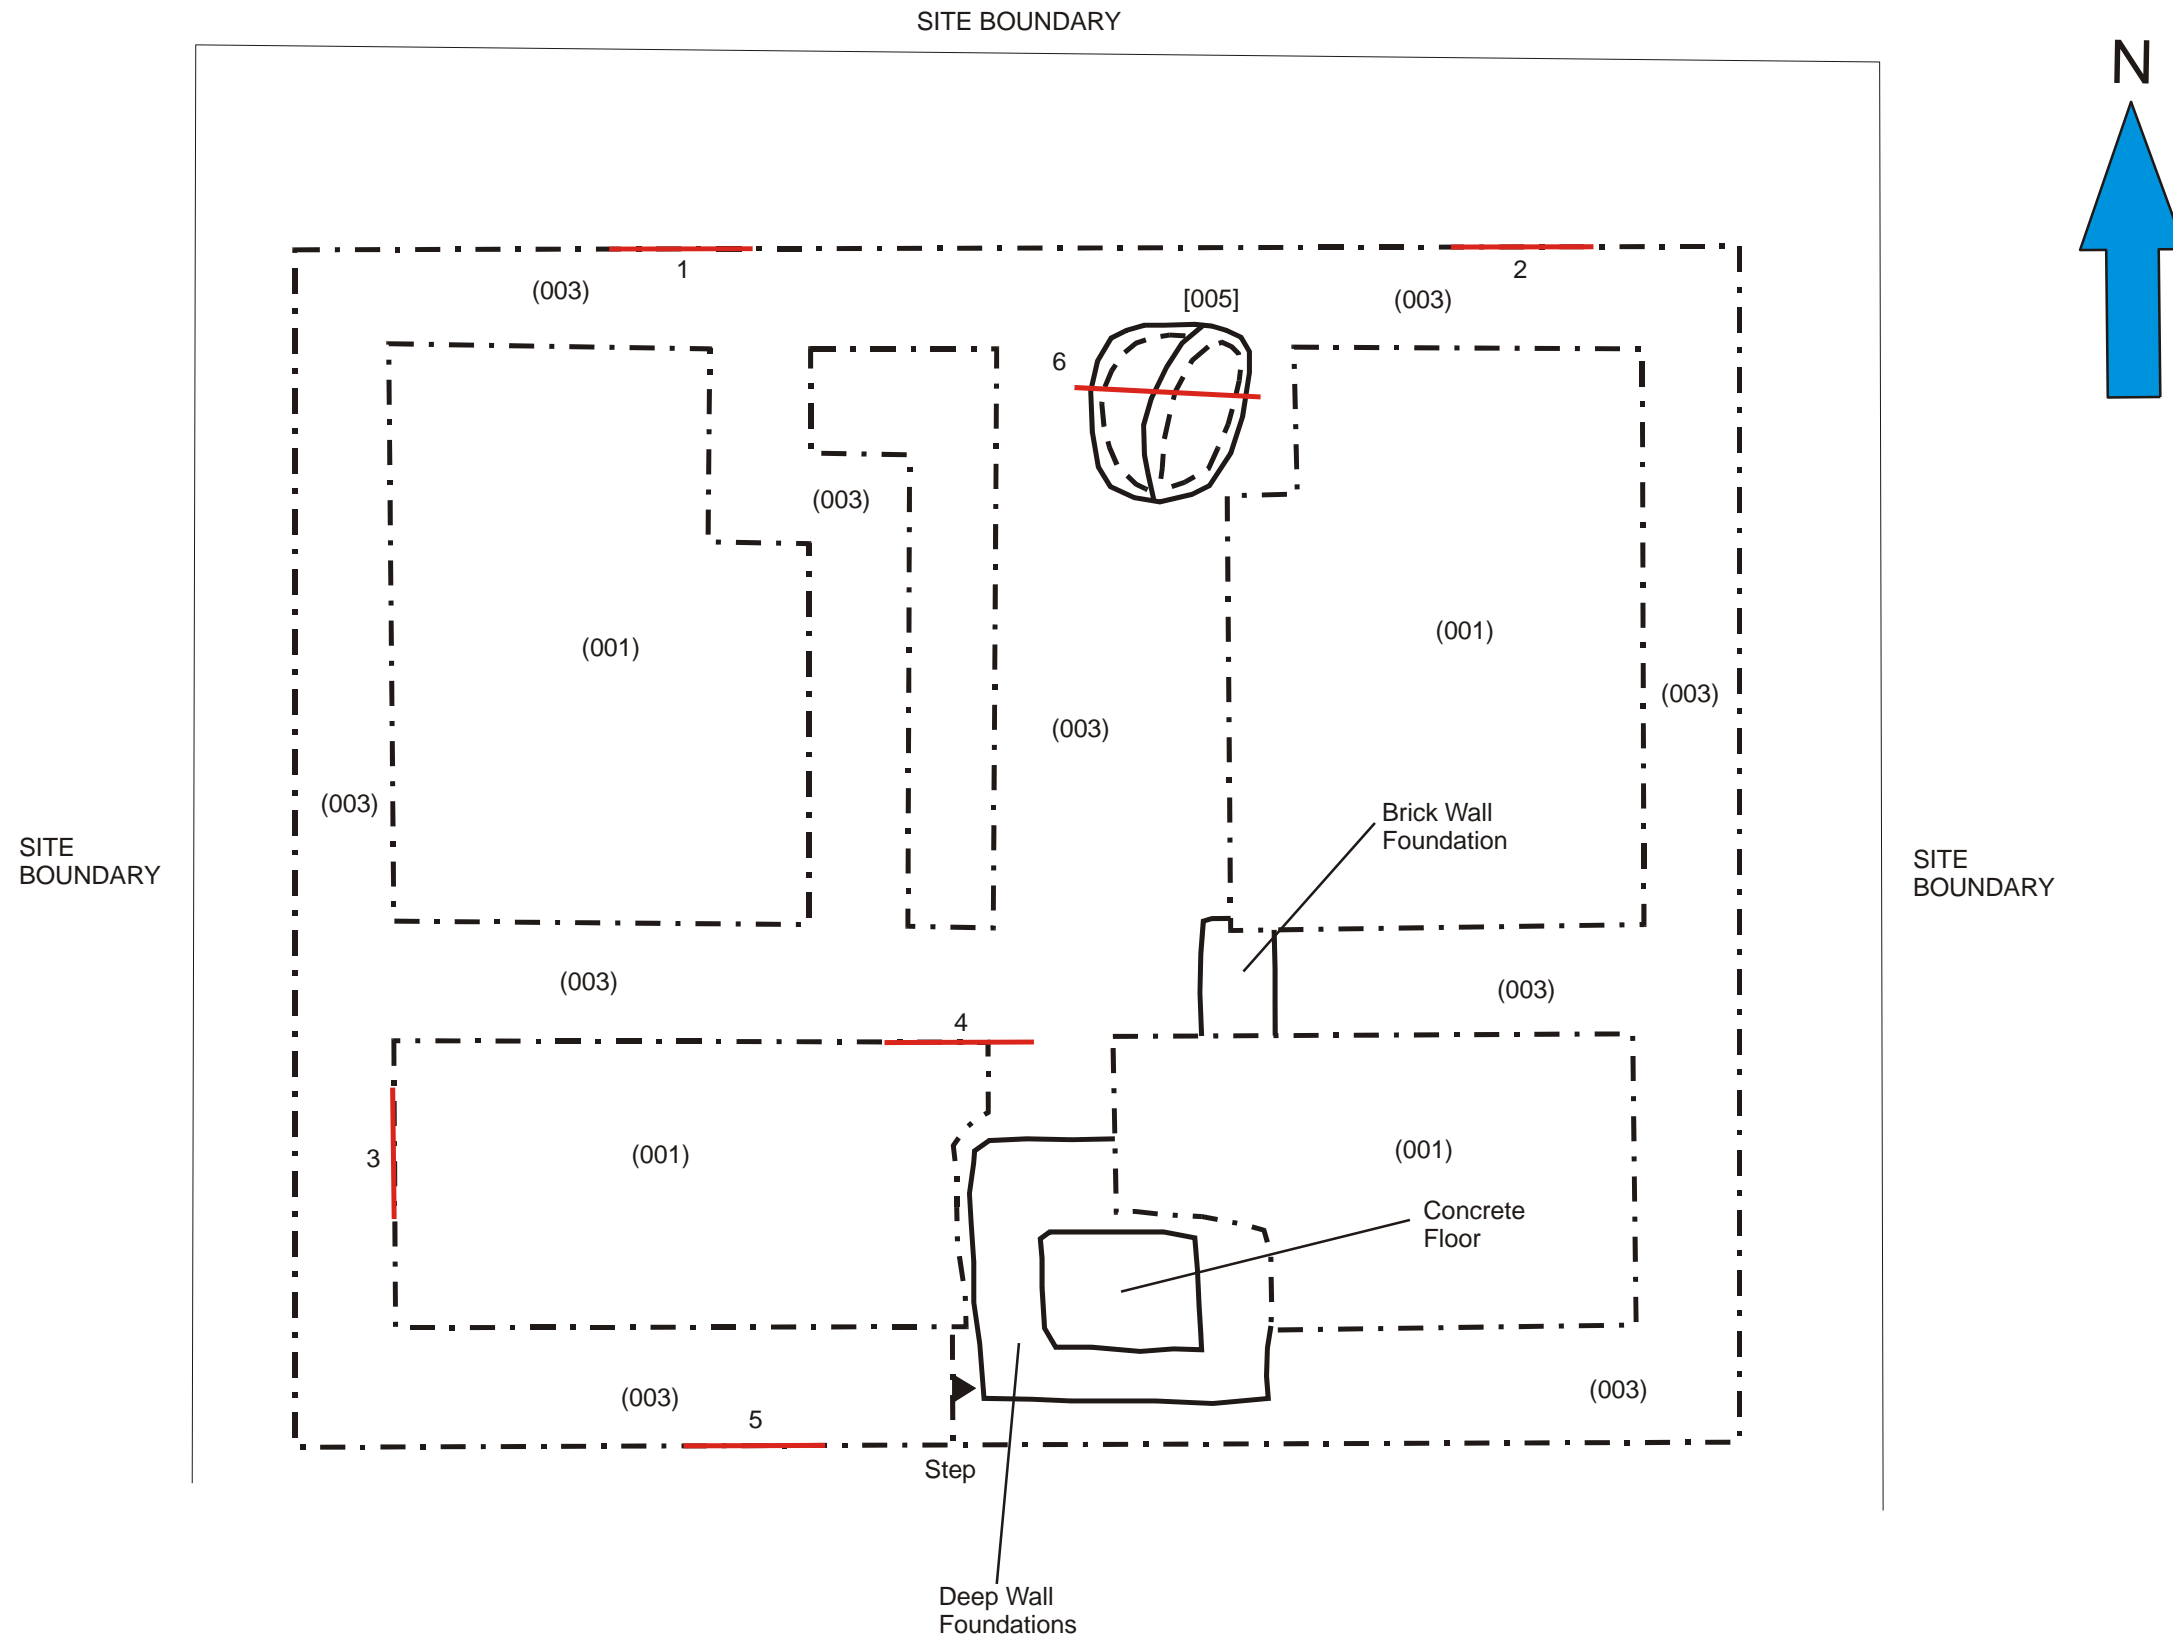 SITE BOUNDARY
N
1
2
(003)
[005]
(003)
6
(003)
(001)
(001)
(003)
(003)
(003)
Brick Wall
Foundation
SITE
BOUNDARY
SITE
BOUNDARY
(003)
(003)
4
3
(001)
(001)
Concrete
Floor
(003)
5
(003)
Step
Deep Wall
Foundations